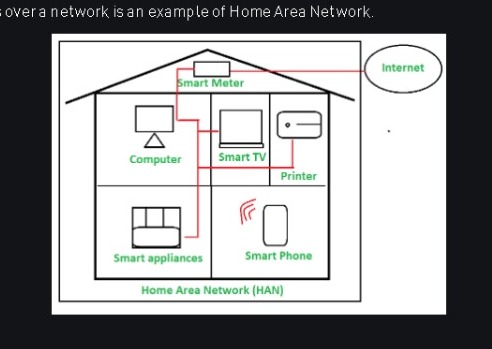 over a network is an example of Home Area Network.
Internet
Smart Meter
Computer
Smart TV
Printer
Smart appliances
Smart Phone
Home Area Network (HAN)